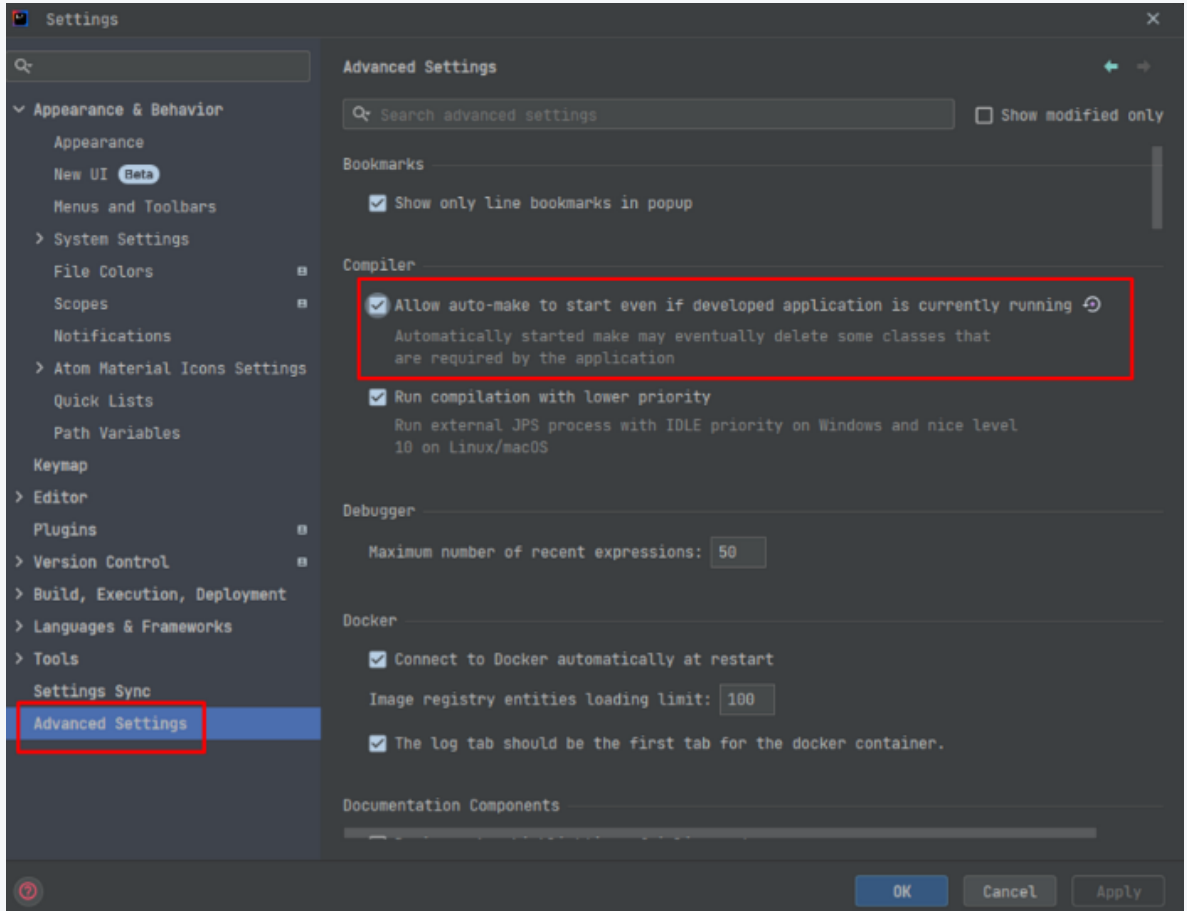 Settings
Advanced Settings
Search advanced settings
Show modified only
Appearance & Behavior
Appearance
New UI Beta
Menus and Toolbars
System Settings
File Colors
Scopes
Notifications
Atom Material Icons Settings
Quick Lists
Path Variables
Keymap
Editor
Plugins
Version Control
Build, Execution, Deployment
Languages & Frameworks
Tools
Settings Sync
Advanced Settings
Bookmarks
Show only line bookmarks in popup
Compiler
Allow auto-make to start even if developed application is currently running
Automatically started make may eventually delete some classes that
are required by the application
Run compilation with lower priority
Run external JPS process with IDLE priority on Windows and nice level
10 on Linux/macOS
Debugger
Maximum number of recent expressions: 50
Docker
Connect to Docker automatically at restart
Image registry entities loading limit: 100
The log tab should be the first tab for the docker container.
Documentation Components
OK
Cancel
Apply